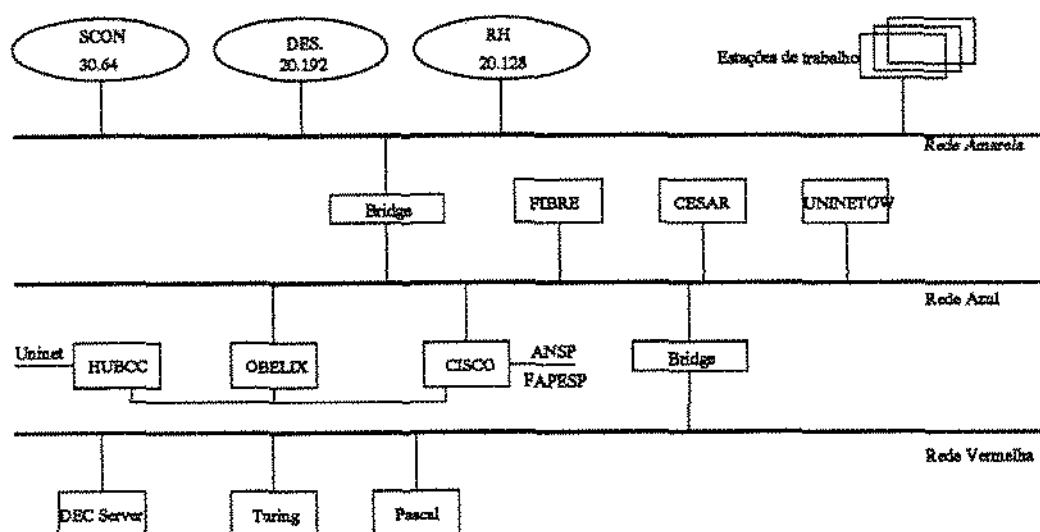 SCON
30.64
DES.
20.192
RH
20.128
Estações de trabalho
Rede Amarela
Bridge
FIBRE
CESAR
UNINETGW
Rede Azul
Uninet
HUBCC
OBELIX
CISCO
ANSP
FAPESP
Bridge
Rede Vermelha
DEC Server
Turing
Pascal